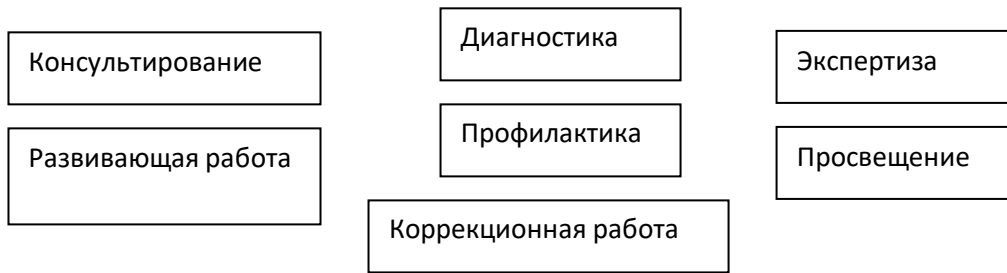 Диагностика
Консультирование
Экспертиза
Профилактика
Развивающая работа
Просвещение
Коррекционная работа